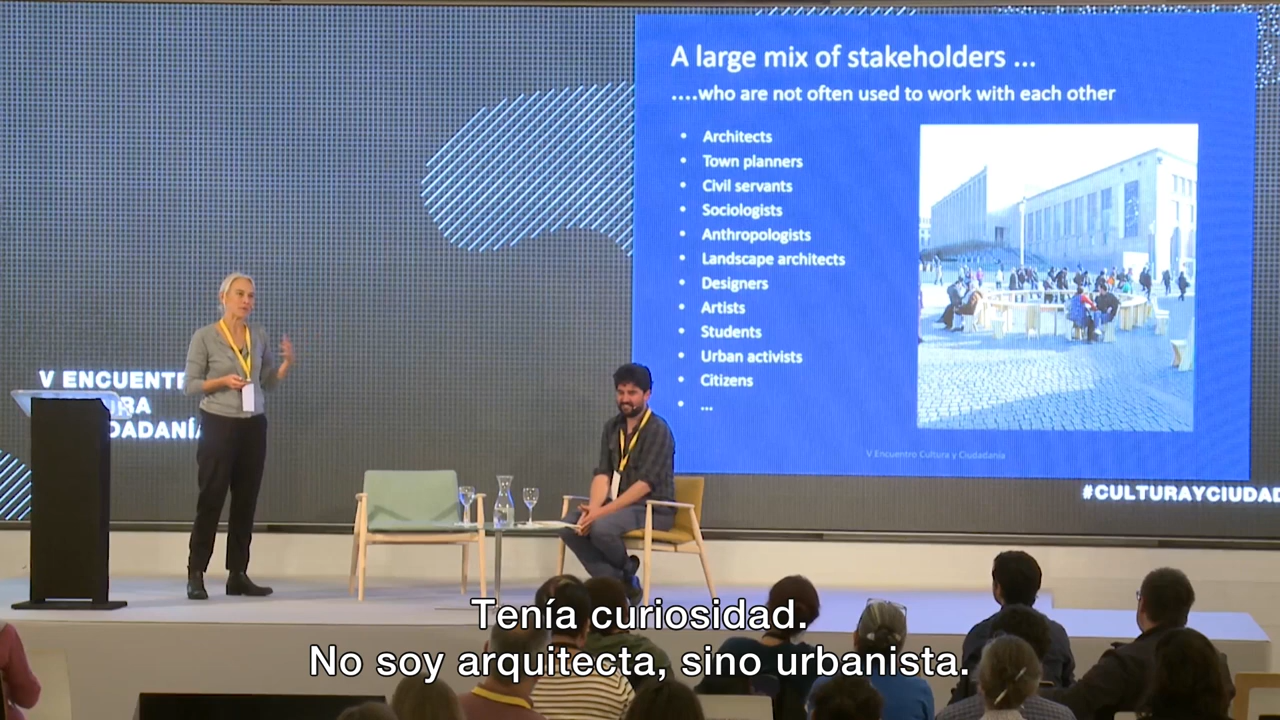 A large mix of stakeholders ...
....who are not often used to work with each other
• Architects
• Town planners
• Civil servants
• Sociologists
• Anthropologists
• Landscape architects
• Designers
• Artists
• Students
• Urban activists
• Citizens
• ...
V Encuentro Cultura y Ciudadanía
V ENCUENT
RA
DADANÍA
#CULTURAYCIUDAD
Tenía curiosidad.
No soy arquitecta, sino urbanista.